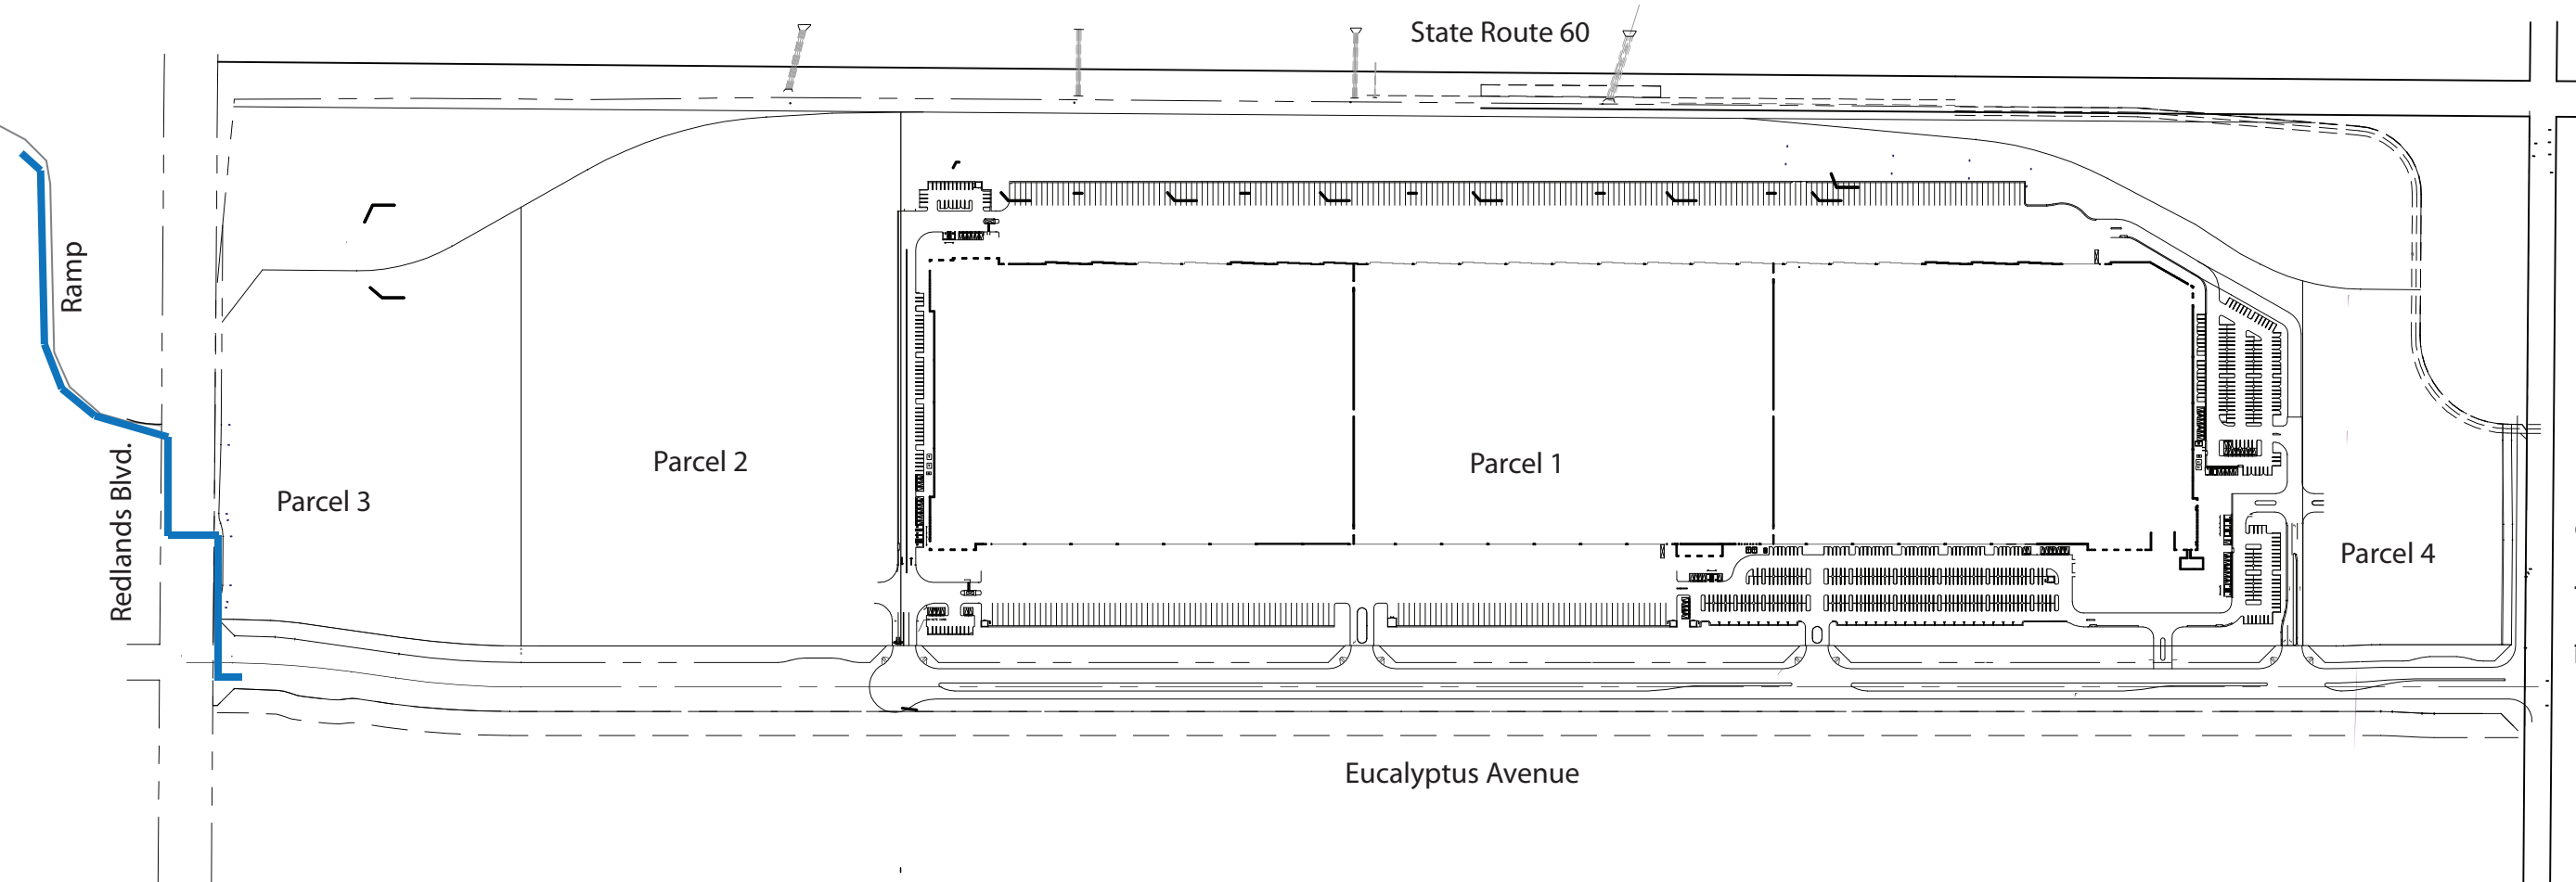 State Route 60
Ramp
Redlands Blvd.
Parcel 3
Parcel 2
Parcel 1
Parcel 4
Eucalyptus Avenue